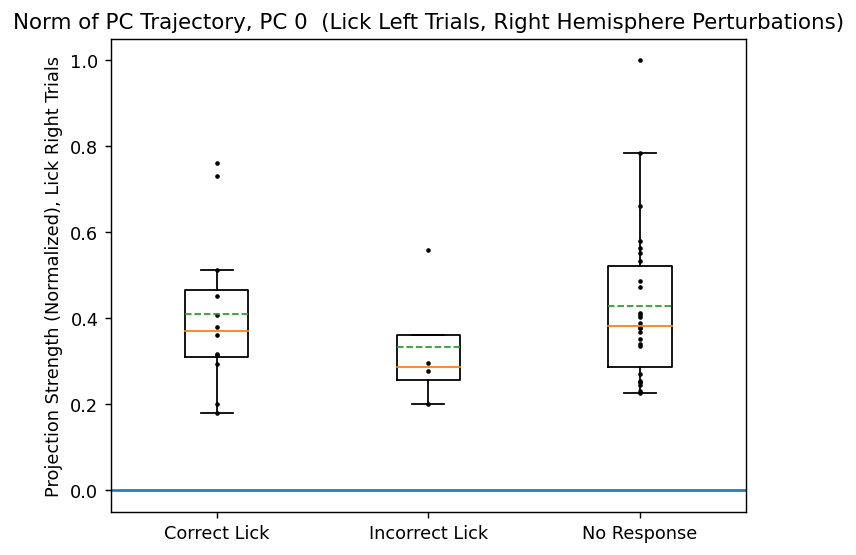 Norm of PC Trajectory, PC 0  (Lick Left Trials, Right Hemisphere Perturbations)
Projection Strength (Normalized), Lick Right Trials
1.0
0.8
0.6
0.4
0.2
0.0
Correct Lick
Incorrect Lick
No Response